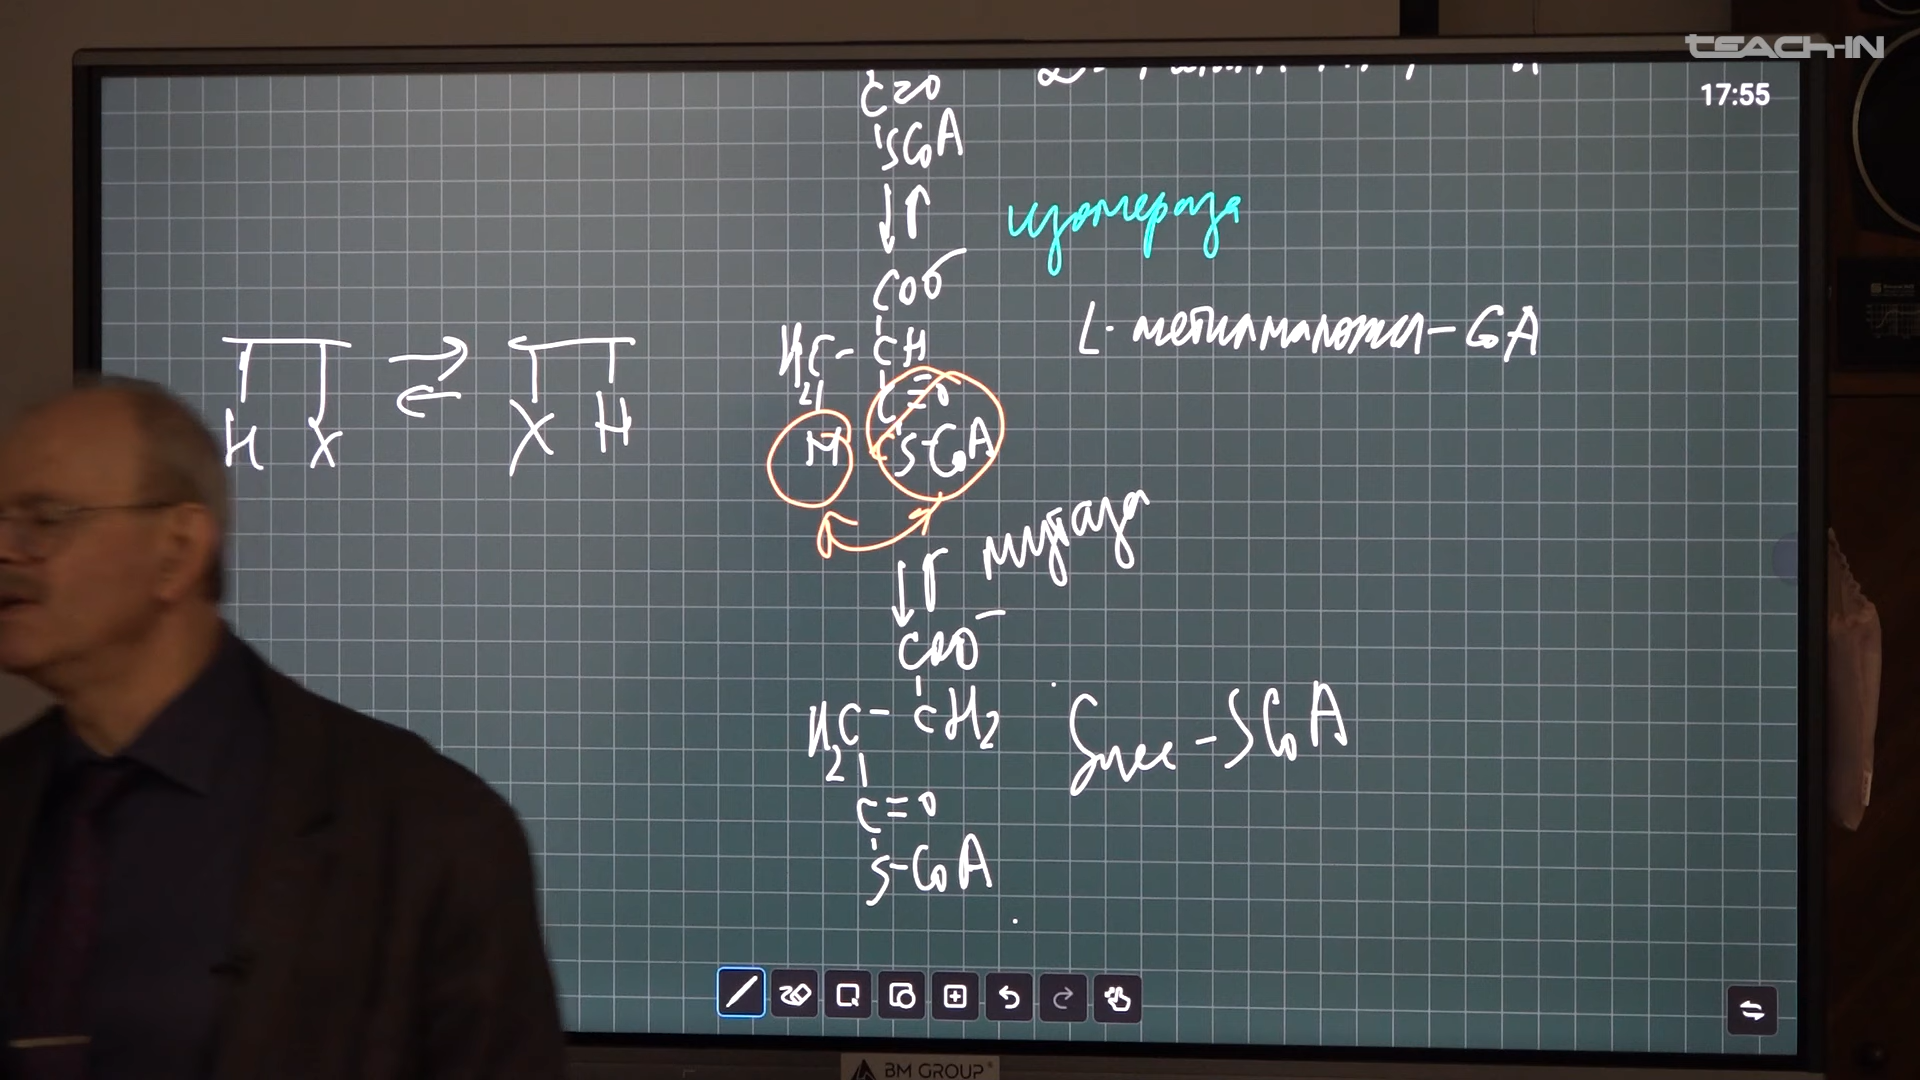 TEACH-IN
17:55
C=O
SCoA
изомераза
COO⁻
H₂C-CH
L-метилмалонил-CoA
C=O
H S-CoA
H X
X H
мутаза
COO⁻
H₂C-CH₂
Succ-SCoA
C=O
S-CoA
BM GROUP